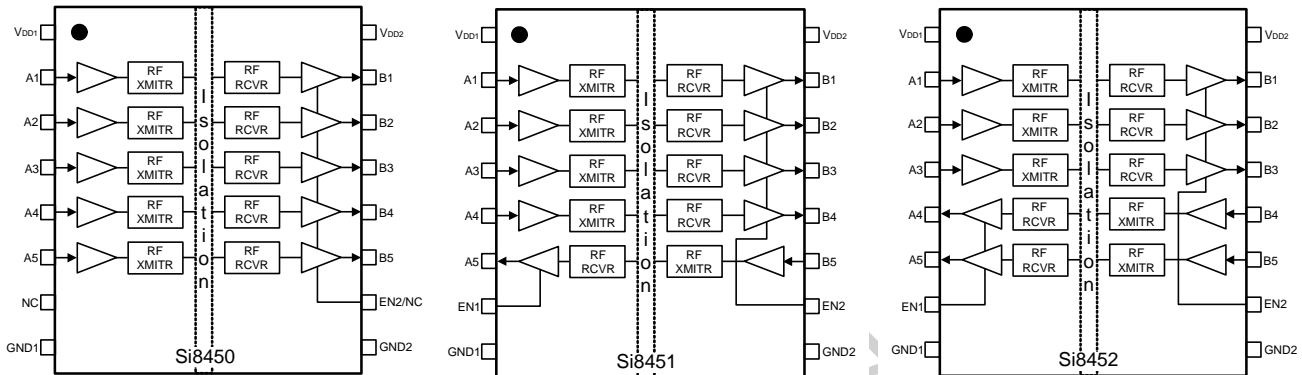 VDD1
VDD2
A1
RF XMITR
RF RCVR
B1
A2
RF XMITR
RF RCVR
B2
A3
RF XMITR
RF RCVR
B3
A4
RF XMITR
RF RCVR
B4
A5
RF XMITR
RF RCVR
B5
Isolation
NC
EN2/NC
GND1
GND2
Si8450
VDD1
VDD2
A1
RF XMITR
RF RCVR
B1
A2
RF XMITR
RF RCVR
B2
A3
RF XMITR
RF RCVR
B3
A4
RF XMITR
RF RCVR
B4
A5
RF RCVR
RF XMITR
B5
Isolation
EN1
EN2
GND1
GND2
Si8451
VDD1
VDD2
A1
RF XMITR
RF RCVR
B1
A2
RF XMITR
RF RCVR
B2
A3
RF XMITR
RF RCVR
B3
A4
RF RCVR
RF XMITR
B4
A5
RF RCVR
RF XMITR
B5
Isolation
EN1
EN2
GND1
GND2
Si8452